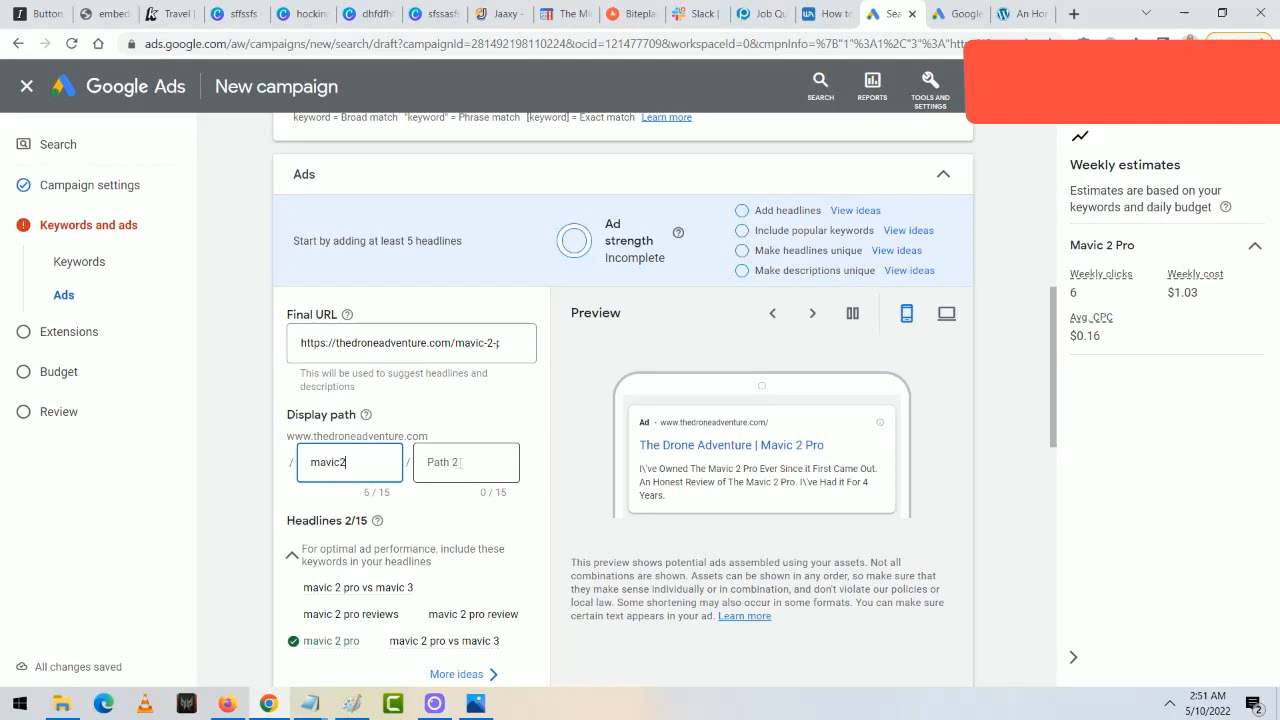 Button
embed
Travel
sffssfs
hockin
dfdfhf
sfssasf
Jaaxy -
The Mi
Biteple
Slack |
Job Qu
How to
Sea
Google
An Hor
ads.google.com/aw/campaigns/new/search/draft?campaignId=
ocid=121477709&workspaceId=0&cmpnInfo=%7B"1"%3A1%2C"3"%3A"htt
Google Ads
New campaign
SEARCH
REPORTS
TOOLS AND
SETTINGS
keyword = Broad match "keyword" = Phrase match [keyword] = Exact match Learn more
Search
Campaign settings
Keywords and ads
Keywords
Ads
Extensions
Budget
Review
All changes saved
Ads
Start by adding at least 5 headlines
Ad
strength
Incomplete
Add headlines View ideas
Include popular keywords View ideas
Make headlines unique View ideas
Make descriptions unique View ideas
Final URL
https://thedroneadventure.com/mavic-2-p
This will be used to suggest headlines and
descriptions
Display path
www.thedroneadventure.com
/ mavic2 / Path 2
6 / 15 0 / 15
Headlines 2/15
For optimal ad performance, include these
keywords in your headlines
mavic 2 pro vs mavic 3
mavic 2 pro reviews mavic 2 pro review
mavic 2 pro mavic 2 pro vs mavic 3
More ideas
Preview
Ad · www.thedroneadventure.com/
The Drone Adventure | Mavic 2 Pro
I\'ve Owned The Mavic 2 Pro Ever Since it First Came Out.
An Honest Review of The Mavic 2 Pro. I\'ve Had it For 4
Years.
This preview shows potential ads assembled using your assets. Not all
combinations are shown. Assets can be shown in any order, so make sure that
they make sense individually or in combination, and don't violate our policies or
local law. Some shortening may also occur in some formats. You can make sure
certain text appears in your ad. Learn more
Weekly estimates
Estimates are based on your
keywords and daily budget
Mavic 2 Pro
Weekly clicks Weekly cost
6 $1.03
Avg. CPC
$0.16
2:51 AM
5/10/2022
2